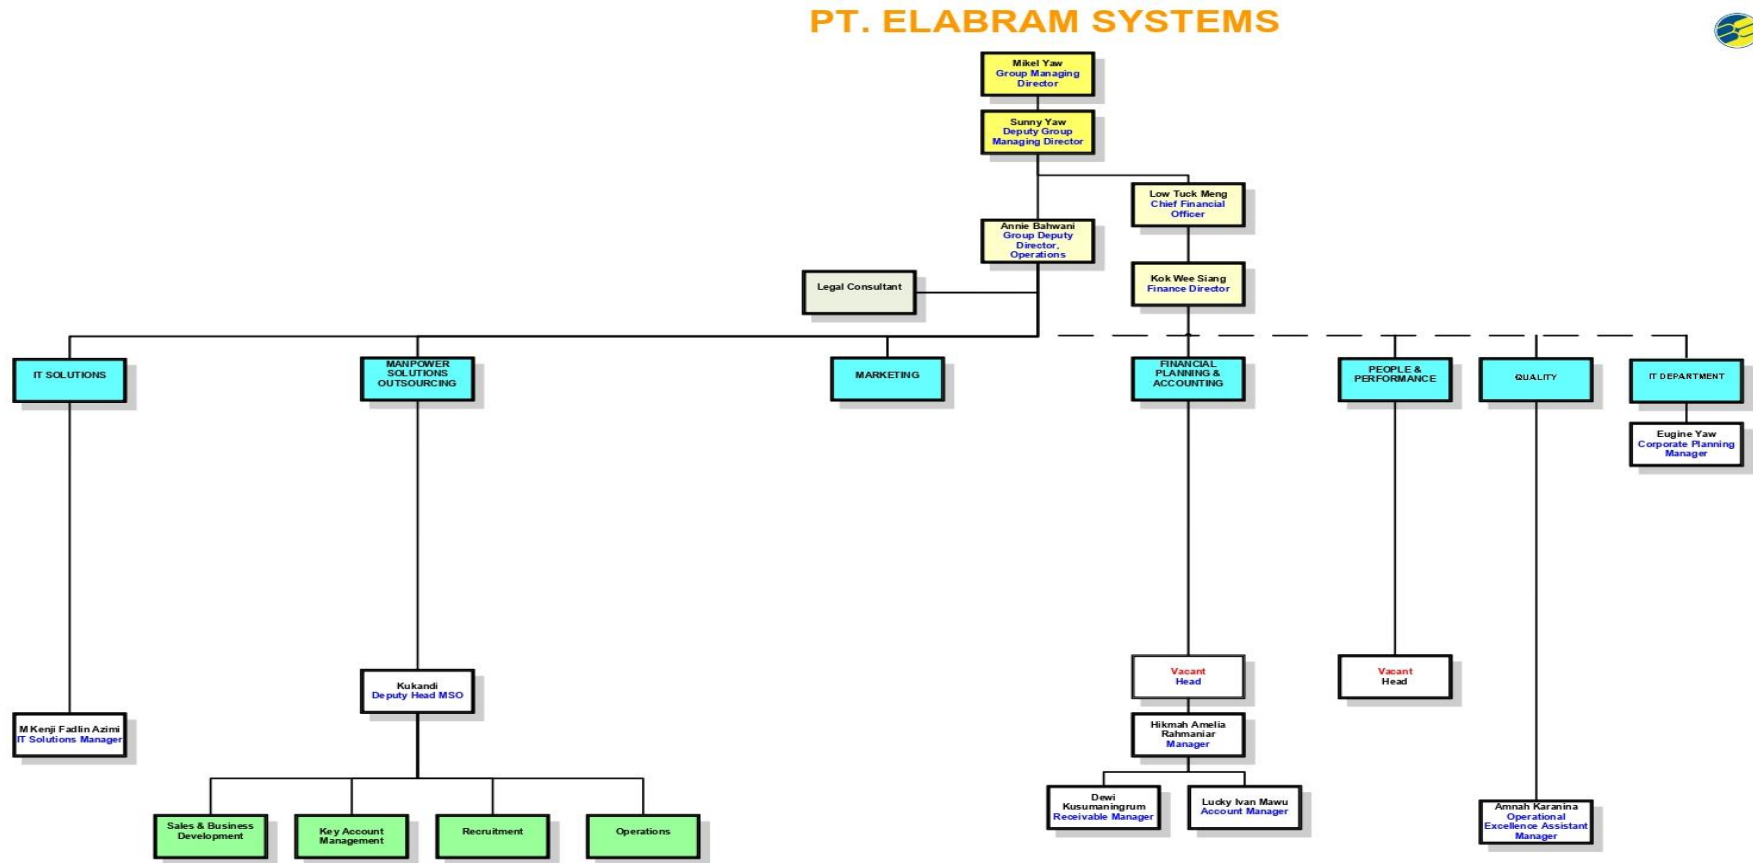 PT. ELABRAM SYSTEMS
Mikel Yaw
Group Managing
Director
Sunny Yaw
Deputy Group
Managing Director
Low Tuck Meng
Chief Financial
Officer
Annie Bahwani
Group Deputy
Director,
Operations
Legal Consultant
Kok Wee Siang
Finance Director
IT SOLUTIONS
MANPOWER
SOLUTIONS
OUTSOURCING
MARKETING
FINANCIAL
PLANNING &
ACCOUNTING
PEOPLE &
PERFORMANCE
QUALITY
IT DEPARTMENT
Eugine Yaw
Corporate Planning
Manager
Kukandi
Deputy Head MSO
Vacant
Head
Vacant
Head
M Kenji Fadlin Azimi
IT Solutions Manager
Hikmah Amelia
Rahmaniar
Manager
Sales & Business
Development
Key Account
Management
Recruitment
Operations
Dewi
Kusumaningrum
Receivable Manager
Lucky Ivan Mawu
Account Manager
Amnah Karanina
Operational
Excellence Assistant
Manager